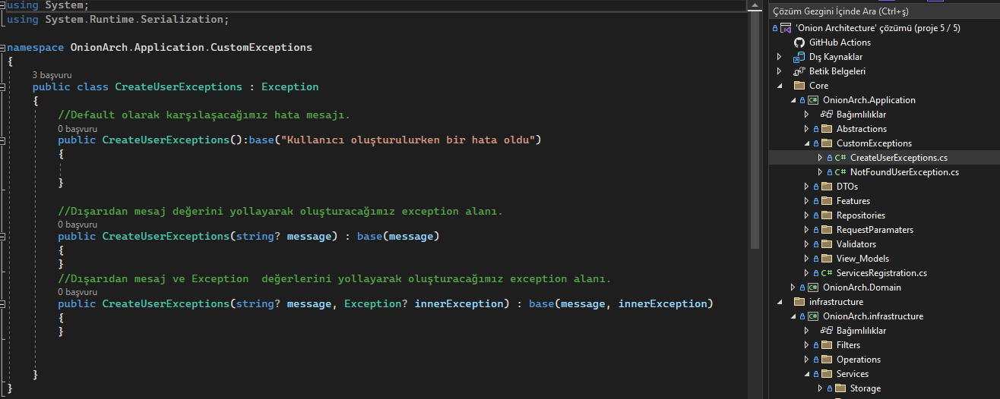 using System;
using System.Runtime.Serialization;
namespace OnionArch.Application.CustomExceptions
{
3 başvuru
public class CreateUserExceptions : Exception
{
//Default olarak karşılaşacağımız hata mesajı.
0 başvuru
public CreateUserExceptions():base("Kullanıcı oluşturulurken bir hata oldu")
{
}
//Dışarıdan mesaj değerini yollayarak oluşturacağımız exception alanı.
0 başvuru
public CreateUserExceptions(string? message) : base(message)
{
}
//Dışarıdan mesaj ve Exception  değerlerini yollayarak oluşturacağımız exception alanı.
0 başvuru
public CreateUserExceptions(string? message, Exception? innerException) : base(message, innerException)
{
}
}
}
Çözüm Gezgini İçinde Ara (Ctrl+ş)
'Onion Architecture' çözümü (proje 5 / 5)
GitHub Actions
Dış Kaynaklar
Betik Belgeleri
Core
C# OnionArch.Application
Bağımlılıklar
Abstractions
CustomExceptions
C# CreateUserExceptions.cs
C# NotFoundUserException.cs
DTOs
Features
Repositories
RequestParamaters
Validators
View_Models
C# ServicesRegistration.cs
C# OnionArch.Domain
infrastructure
C# OnionArch.infrastructure
Bağımlılıklar
Filters
Operations
Services
Storage